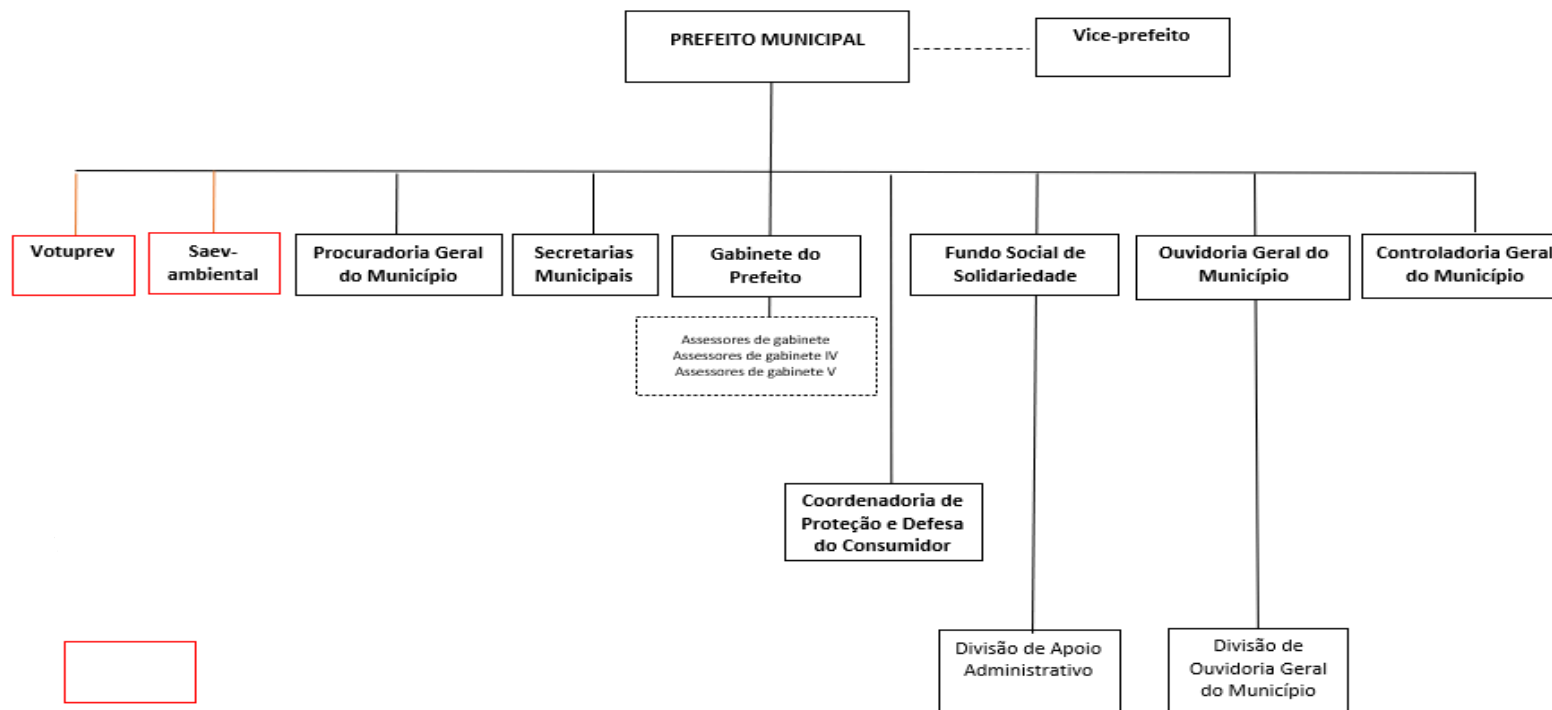 PREFEITO MUNICIPAL
Vice-prefeito
Votuprev
Saev-
ambiental
Procuradoria Geral
do Município
Secretarias
Municipais
Gabinete do
Prefeito
Fundo Social de
Solidariedade
Ouvidoria Geral do
Município
Controladoria Geral
do Município
Assessores de gabinete
Assessores de gabinete IV
Assessores de gabinete V
Coordenadoria de
Proteção e Defesa
do Consumidor
Divisão de Apoio
Administrativo
Divisão de
Ouvidoria Geral
do Município